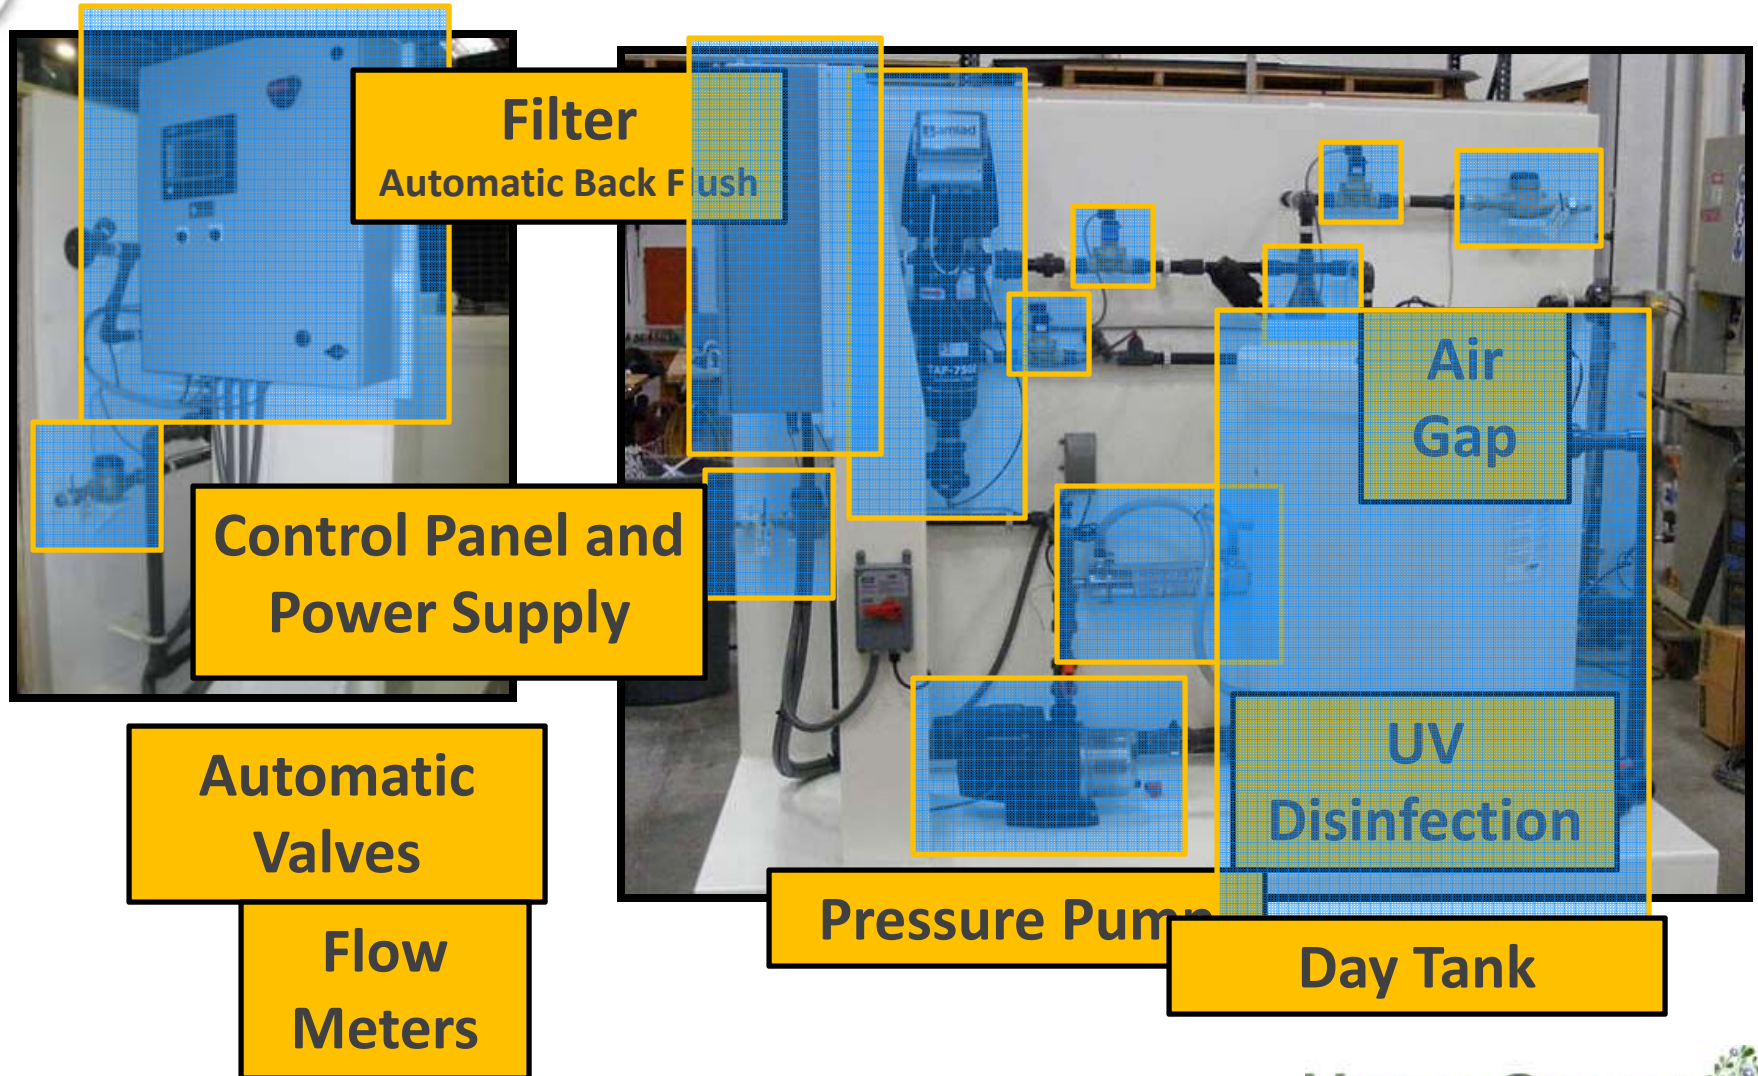 Filter
Automatic Back Flush
Air
Gap
Control Panel and
Power Supply
UV
Disinfection
Automatic
Valves
Pressure Pump
Flow
Meters
Day Tank